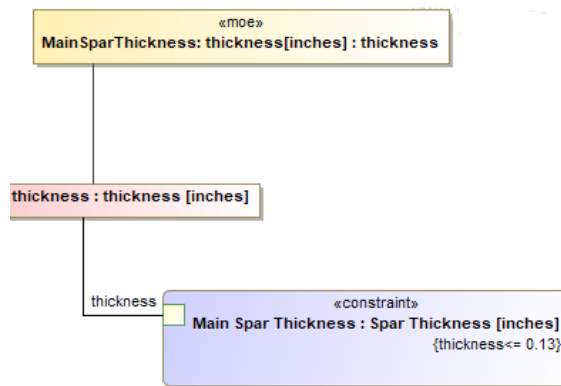 «moe»
MainSparThickness: thickness[inches] : thickness
thickness : thickness [inches]
thickness
«constraint»
Main Spar Thickness : Spar Thickness [inches]
{thickness<= 0.13}